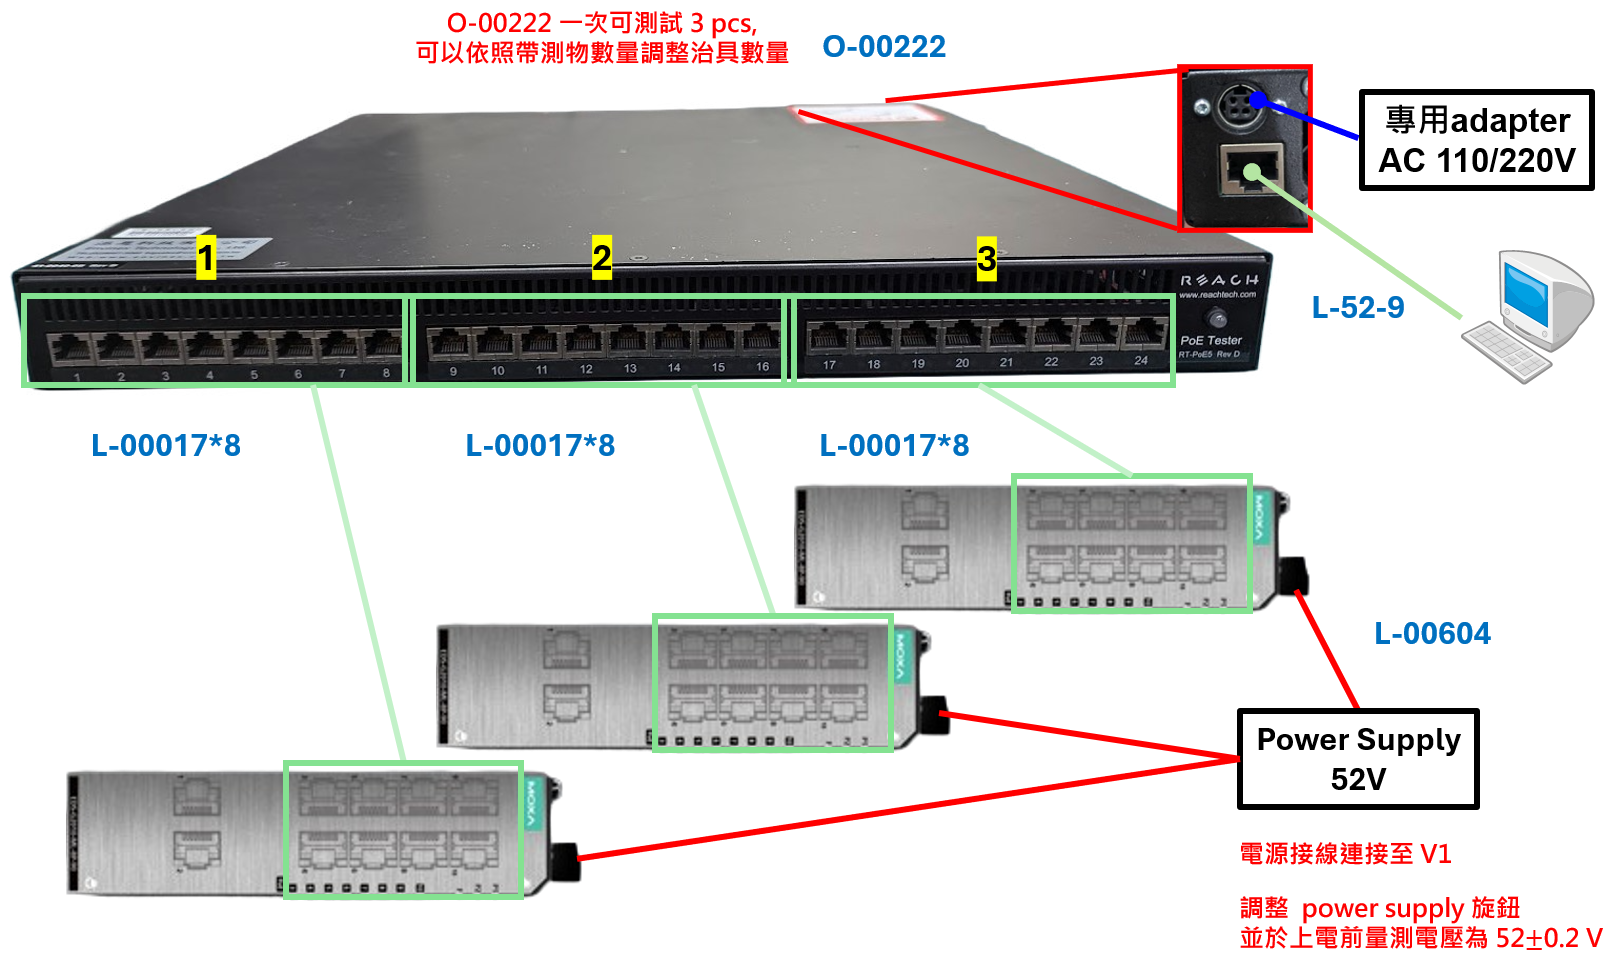 O-00222 一次可測試 3 pcs,
可以依照帶測物數量調整治具數量
O-00222
專用adapter
AC 110/220V
1
2
3
REACH
www.reachtech.com
PoE Tester
RT-PoE5 Rev D
L-52-9
1 2 3 4 5 6 7 8
9 10 11 12 13 14 15 16
17 18 19 20 21 22 23 24
L-00017*8
L-00017*8
L-00017*8
MOXA
MOXA
MOXA
L-00604
Power Supply
52V
電源接線連接至 V1
調整 power supply 旋鈕
並於上電前量測電壓為 52±0.2 V